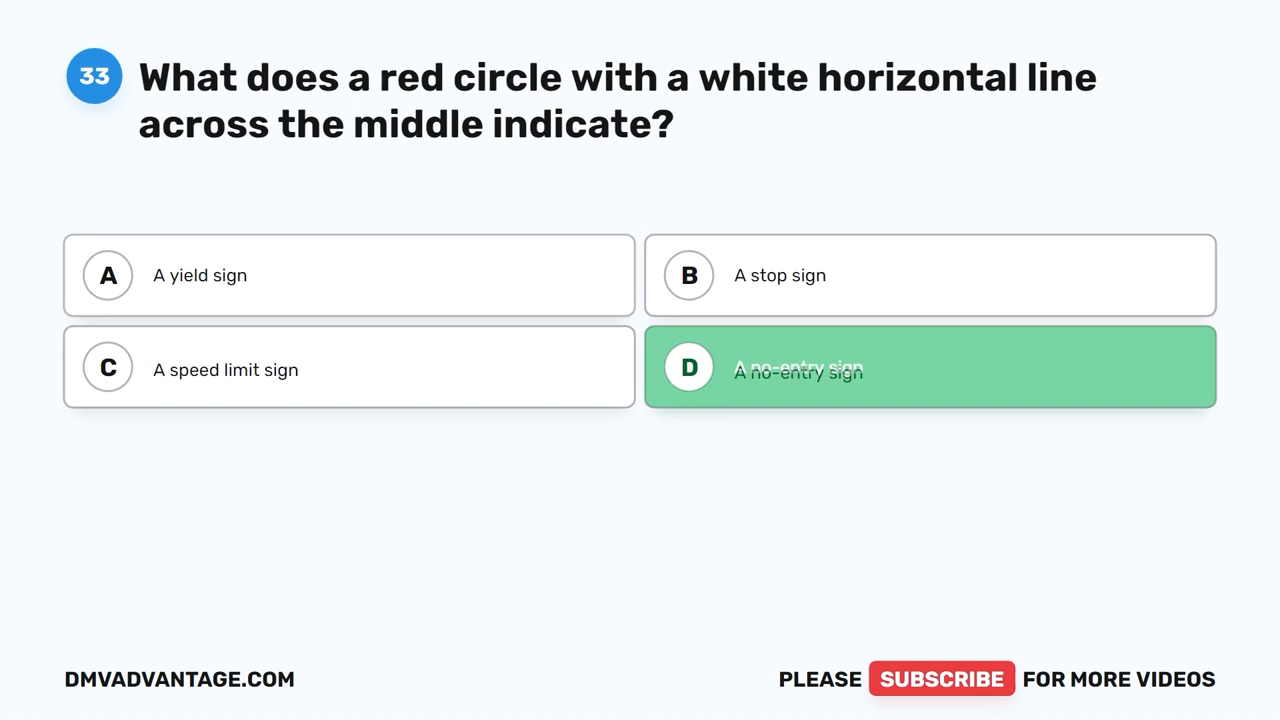 33
What does a red circle with a white horizontal line
across the middle indicate?
A
A yield sign
B
A stop sign
C
A speed limit sign
D
A no-entry sign
DMVADVANTAGE.COM
PLEASE SUBSCRIBE FOR MORE VIDEOS